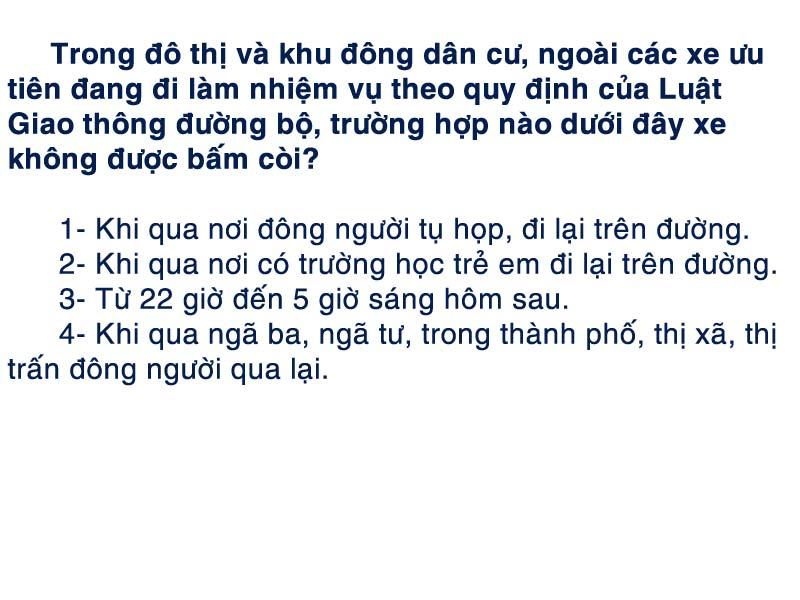 Trong đô thị và khu đông dân cư, ngoài các xe ưu
tiên đang đi làm nhiệm vụ theo quy định của Luật
Giao thông đường bộ, trường hợp nào dưới đây xe
không được bấm còi?
1- Khi qua nơi đông người tụ họp, đi lại trên đường.
2- Khi qua nơi có trường học trẻ em đi lại trên đường.
3- Từ 22 giờ đến 5 giờ sáng hôm sau.
4- Khi qua ngã ba, ngã tư, trong thành phố, thị xã, thị
trấn đông người qua lại.